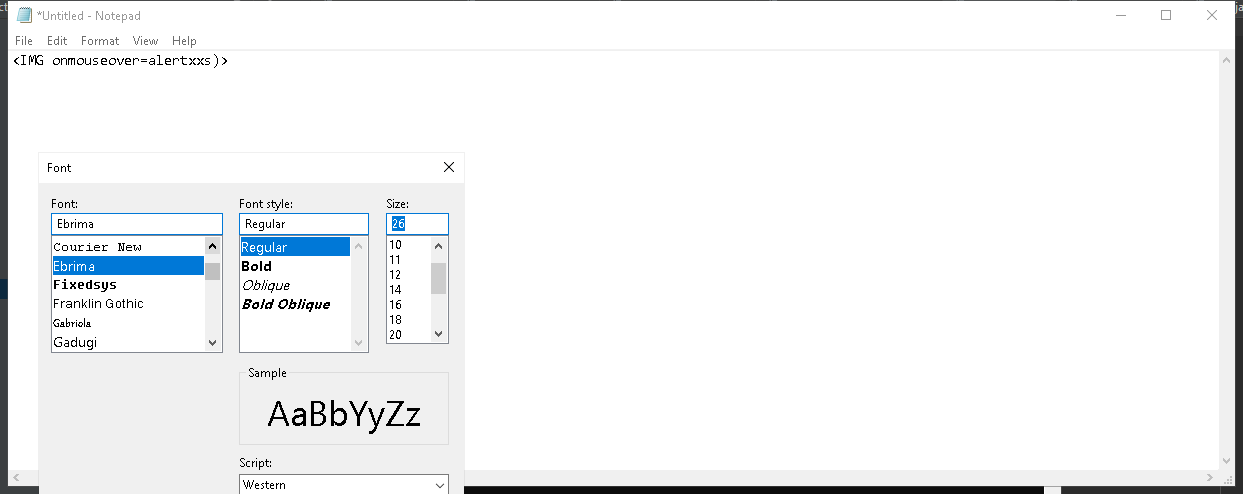 *Untitled - Notepad
File Edit Format View Help
<IMG onmouseover=alertxxs)>
Font
Font: Font style: Size:
Ebrima Regular 26
Courier New
Ebrima
Fixedsys
Franklin Gothic
Gabriola
Gadugi
Regular
Bold
Oblique
Bold Oblique
10
11
12
14
16
18
20
Sample
AaBbYyZz
Script:
Western